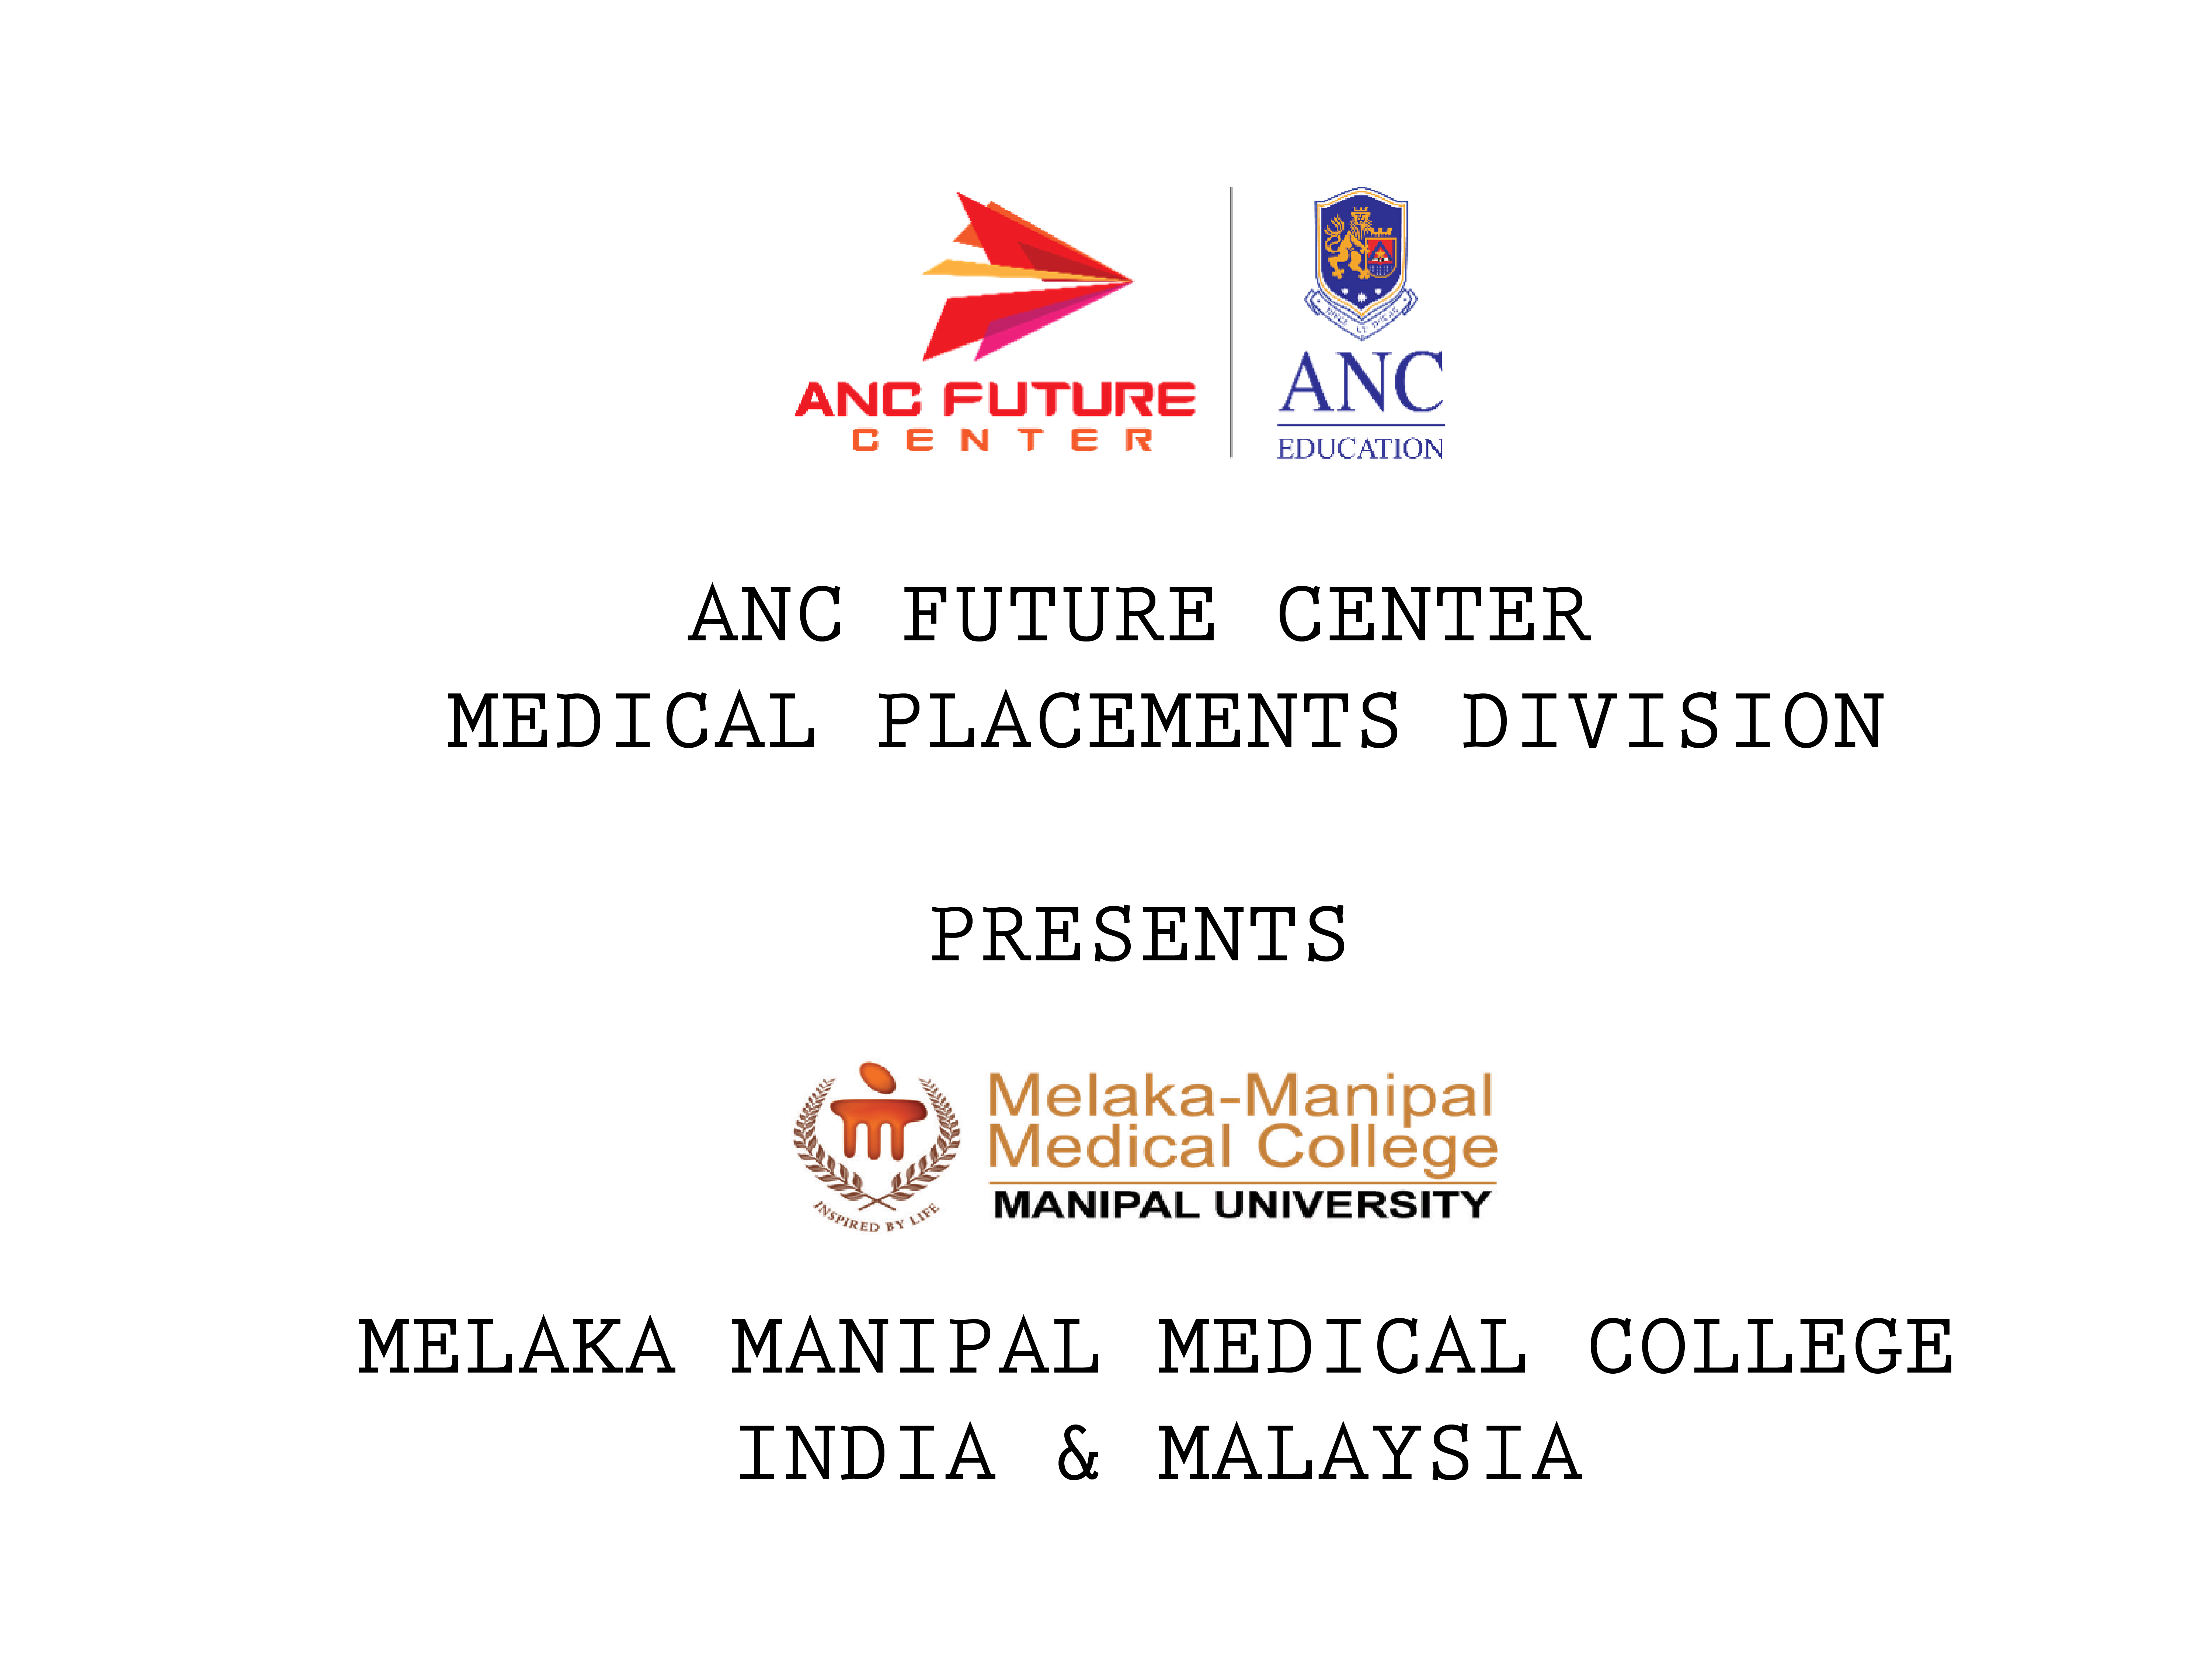 ANC FUTURE
CENTER
ANC
EDUCATION
ANC FUTURE CENTER
MEDICAL PLACEMENTS DIVISION
PRESENTS
Melaka-Manipal
Medical College
MANIPAL UNIVERSITY
INSPIRED BY LIFE
MELAKA MANIPAL MEDICAL COLLEGE
INDIA & MALAYSIA